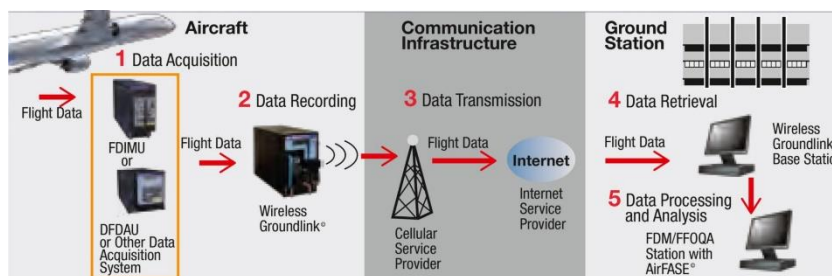 Aircraft
Communication
Infrastructure
Ground
Station
1 Data Acquisition
Flight Data
FDIMU
or
DFDAU
or Other Data
Acquisition
System
Flight Data
2 Data Recording
Wireless
Groundlink®
3 Data Transmission
Flight Data
Cellular
Service
Provider
Internet
Internet
Service
Provider
4 Data Retrieval
Flight Data
Wireless
Groundlink
Base Station
5 Data Processing
and Analysis
FDM/FFOQA
Station with
AirFASE®